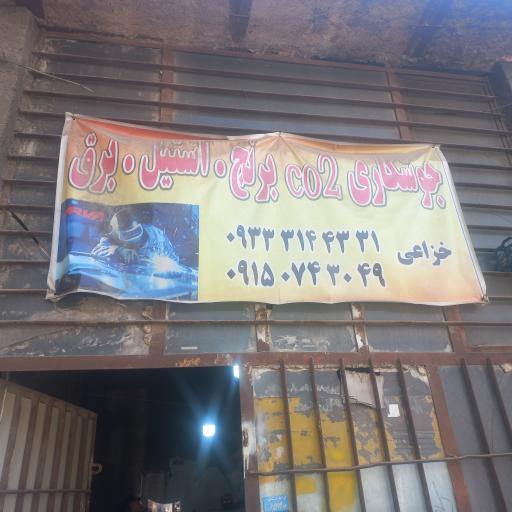 جوشکاری co2 برنج . استیل . برق
۰۹۳۳ ۳۱۴ ۴۳ ۳۱
خزاعی
۰۹۱۵ ۰۷۴ ۳۰ ۴۹